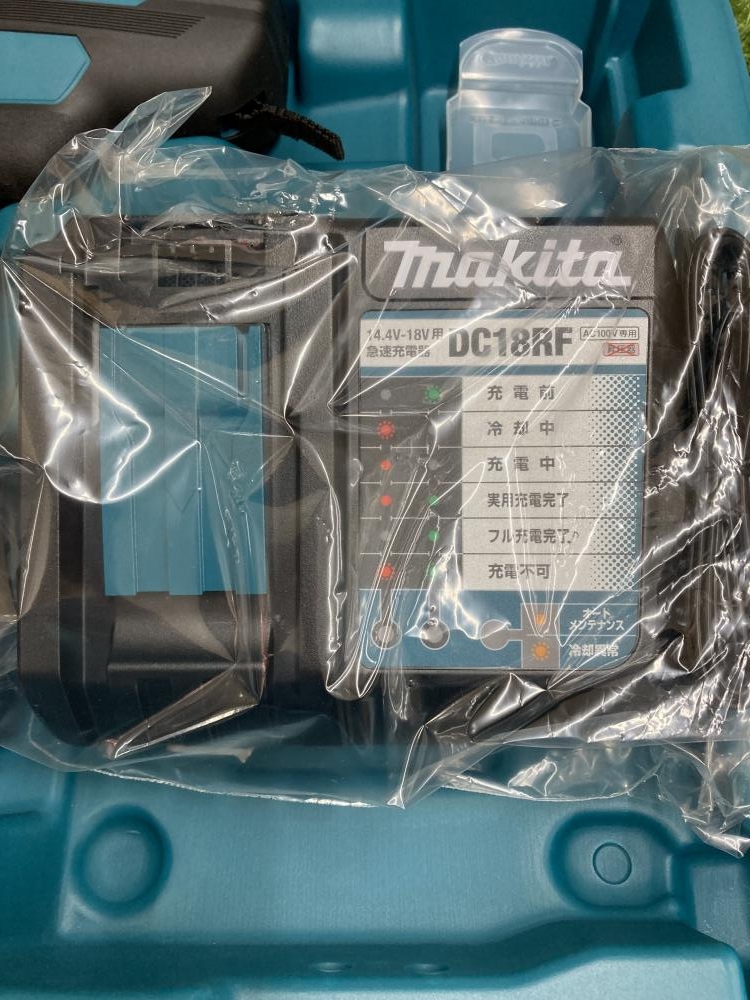 makita
14.4V-18V用
急速充電器
DC18RF
AC100V専用
充電前
冷却中
充電中
実用充電完了
フル充電完了♪
充電不可
オート
メンテナンス
冷却異常